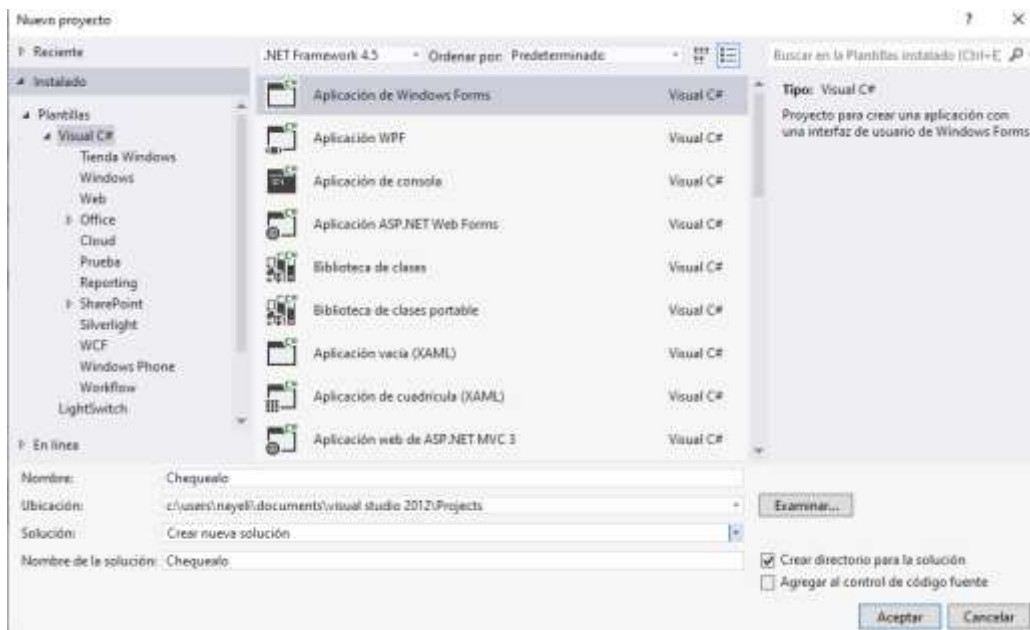 Nuevo proyecto
? ×
Reciente
.NET Framework 4.5 Ordenar por: Predeterminado
Buscar en la Plantillas instalado (Ctrl+E
Instalado
Plantillas
Visual C#
Tienda Windows
Windows
Web
Office
Cloud
Prueba
Reporting
SharePoint
Silverlight
WCF
Windows Phone
Workflow
LightSwitch
En línea
Aplicación de Windows Forms Visual C#
Aplicación WPF Visual C#
Aplicación de consola Visual C#
Aplicación ASP.NET Web Forms Visual C#
Biblioteca de clases Visual C#
Biblioteca de clases portable Visual C#
Aplicación vacía (XAML) Visual C#
Aplicación de cuadrícula (XAML) Visual C#
Aplicación web de ASP.NET MVC 3 Visual C#
Tipo: Visual C#
Proyecto para crear una aplicación con
una interfaz de usuario de Windows Forms
Nombre: Chequealo
Ubicación: c:\users\nayeli\documents\visual studio 2012\Projects
Examinar...
Solución: Crear nueva solución
Nombre de la solución: Chequealo
Crear directorio para la solución
Agregar al control de código fuente
Aceptar Cancelar